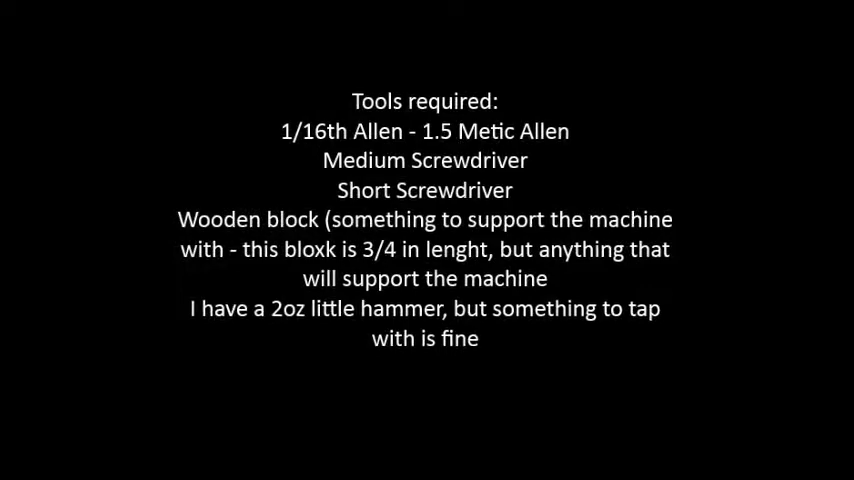 Tools required:
1/16th Allen - 1.5 Metic Allen
Medium Screwdriver
Short Screwdriver
Wooden block (something to support the machine
with - this bloxk is 3/4 in lenght, but anything that
will support the machine
I have a 2oz little hammer, but something to tap
with is fine